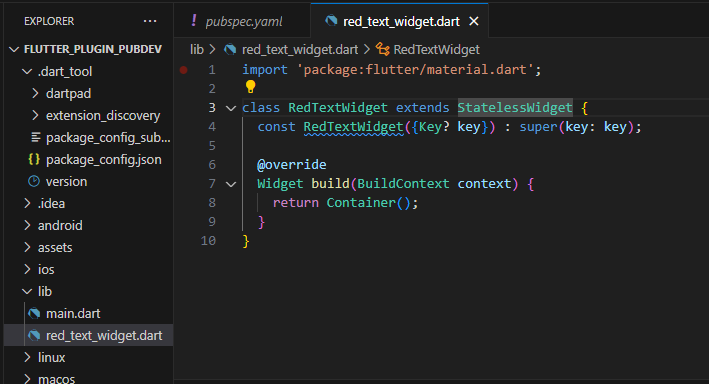 EXPLORER
FLUTTER_PLUGIN_PUBDEV
.dart_tool
dartpad
extension_discovery
package_config_sub...
package_config.json
version
.idea
android
assets
ios
lib
main.dart
red_text_widget.dart
linux
macos
! pubspec.yaml
red_text_widget.dart
lib > red_text_widget.dart > RedTextWidget
1 import 'package:flutter/material.dart';
2
3 class RedTextWidget extends StatelessWidget {
4 const RedTextWidget({Key? key}) : super(key: key);
5
6 @override
7 Widget build(BuildContext context) {
8 return Container();
9 }
10 }